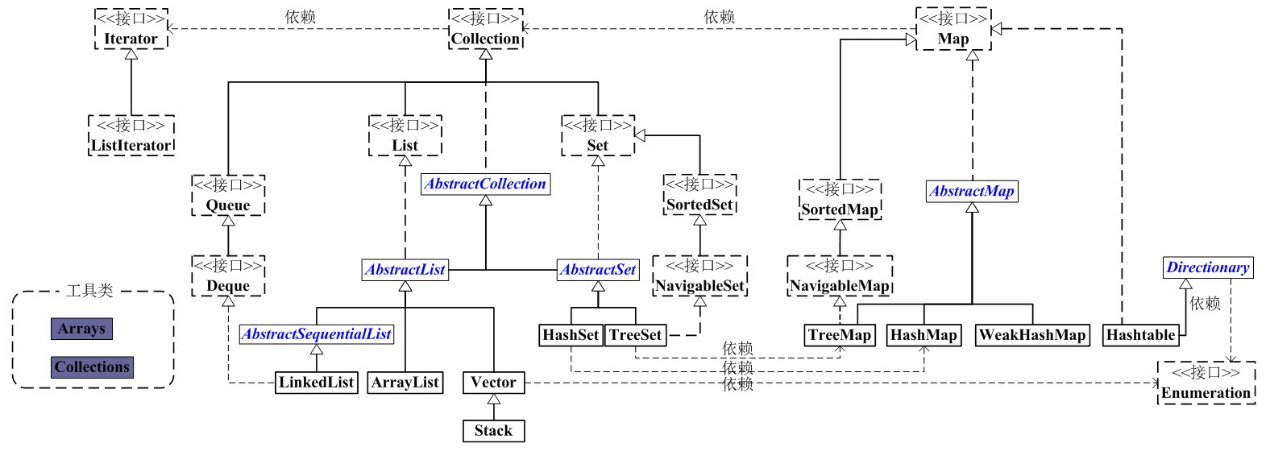 <<接口>>
Iterator
依赖
<<接口>>
Collection
依赖
<<接口>>
Map
<<接口>>
ListIterator
<<接口>>
List
<<接口>>
Set
<<接口>>
Queue
AbstractCollection
<<接口>>
SortedSet
<<接口>>
SortedMap
AbstractMap
<<接口>>
Deque
AbstractList
AbstractSet
<<接口>>
NavigableSet
<<接口>>
NavigableMap
Directionary
工具类
Arrays
Collections
AbstractSequentialList
HashSet
TreeSet
TreeMap
HashMap
WeakHashMap
Hashtable
依赖
依赖
依赖
依赖
LinkedList
ArrayList
Vector
<<接口>>
Enumeration
Stack